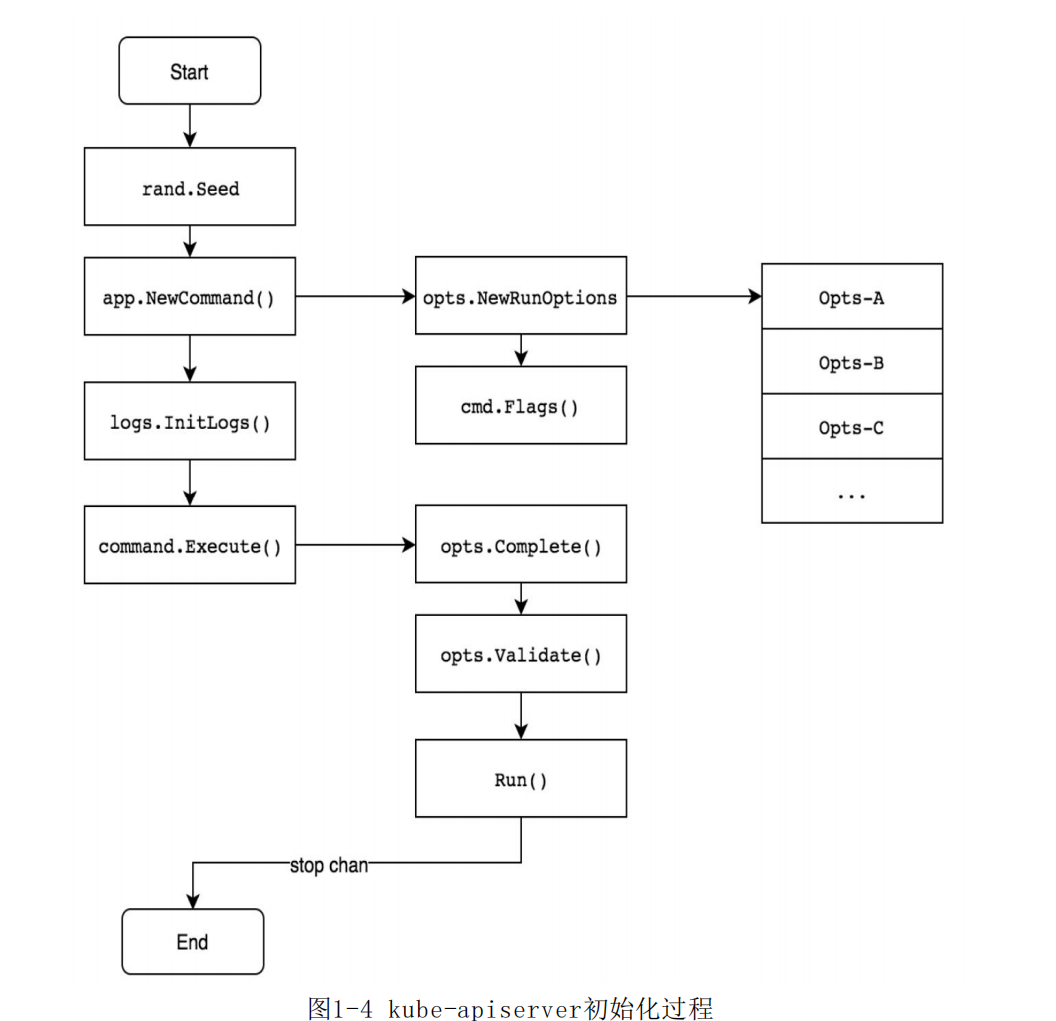 Start
rand.Seed
app.NewCommand()
opts.NewRunOptions
Opts-A
Opts-B
Opts-C
...
cmd.Flags()
logs.InitLogs()
command.Execute()
opts.Complete()
opts.Validate()
Run()
stop chan
End
图1-4 kube-apiserver初始化过程